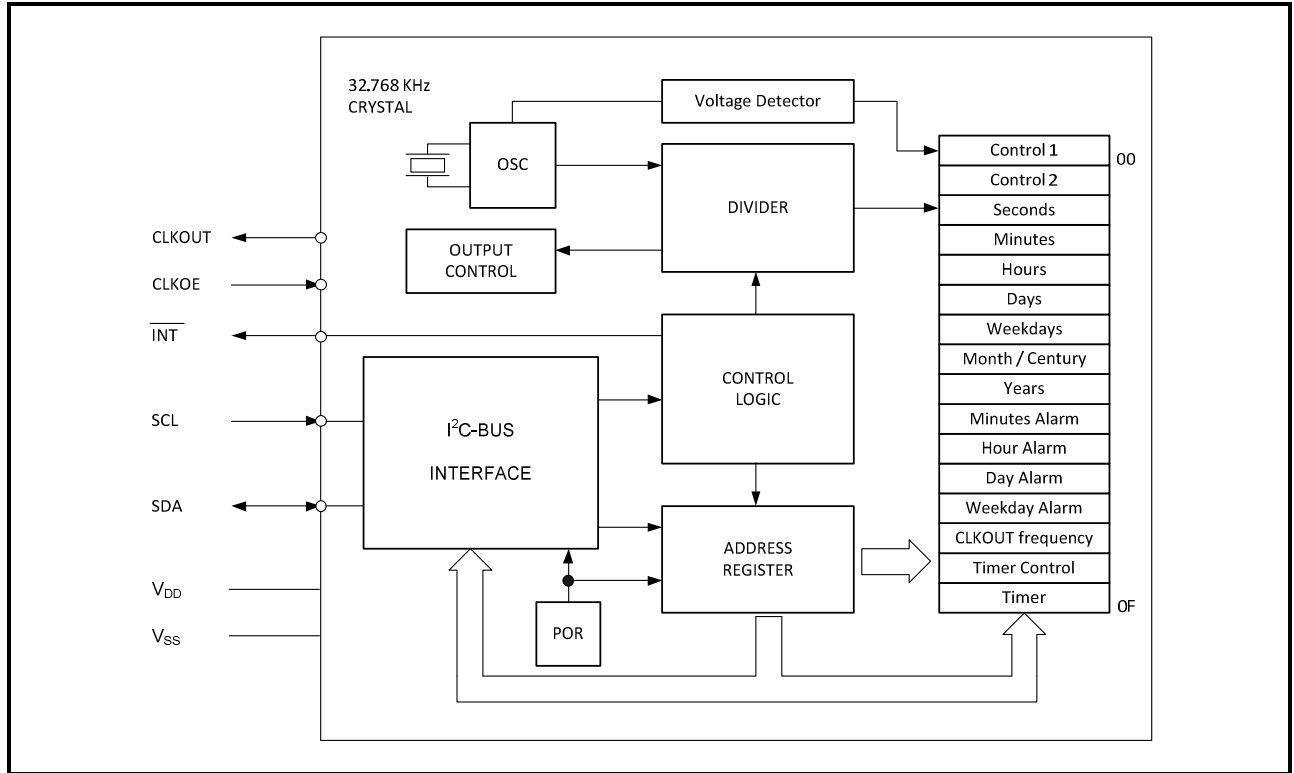 32.768 KHz
CRYSTAL
OSC
Voltage Detector
DIVIDER
OUTPUT
CONTROL
CLKOUT
CLKOE
INT
SCL
SDA
VDD
VSS
I²C-BUS
INTERFACE
CONTROL
LOGIC
ADDRESS
REGISTER
POR
Control 1
00
Control 2
Seconds
Minutes
Hours
Days
Weekdays
Month / Century
Years
Minutes Alarm
Hour Alarm
Day Alarm
Weekday Alarm
CLKOUT frequency
Timer Control
Timer
0F